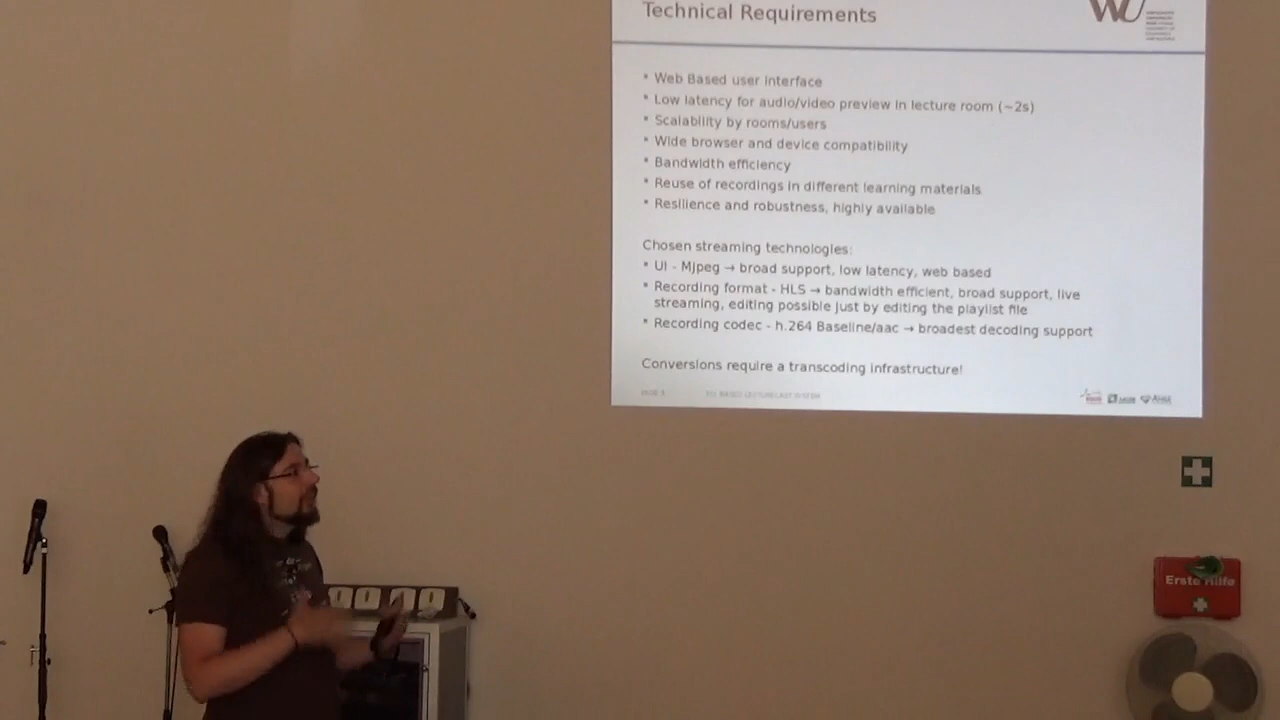 Technical Requirements
WU
* Web Based user interface
* Low latency for audio/video preview in lecture room (~2s)
* Scalability by rooms/users
* Wide browser and device compatibility
* Bandwidth efficiency
* Reuse of recordings in different learning materials
* Resilience and robustness, highly available
Chosen streaming technologies:
* UI - Mjpeg → broad support, low latency, web based
* Recording format - HLS → bandwidth efficient, broad support, live
streaming, editing possible just by editing the playlist file
* Recording codec - h.264 Baseline/aac → broadest decoding support
Conversions require a transcoding infrastructure!
Erste Hilfe